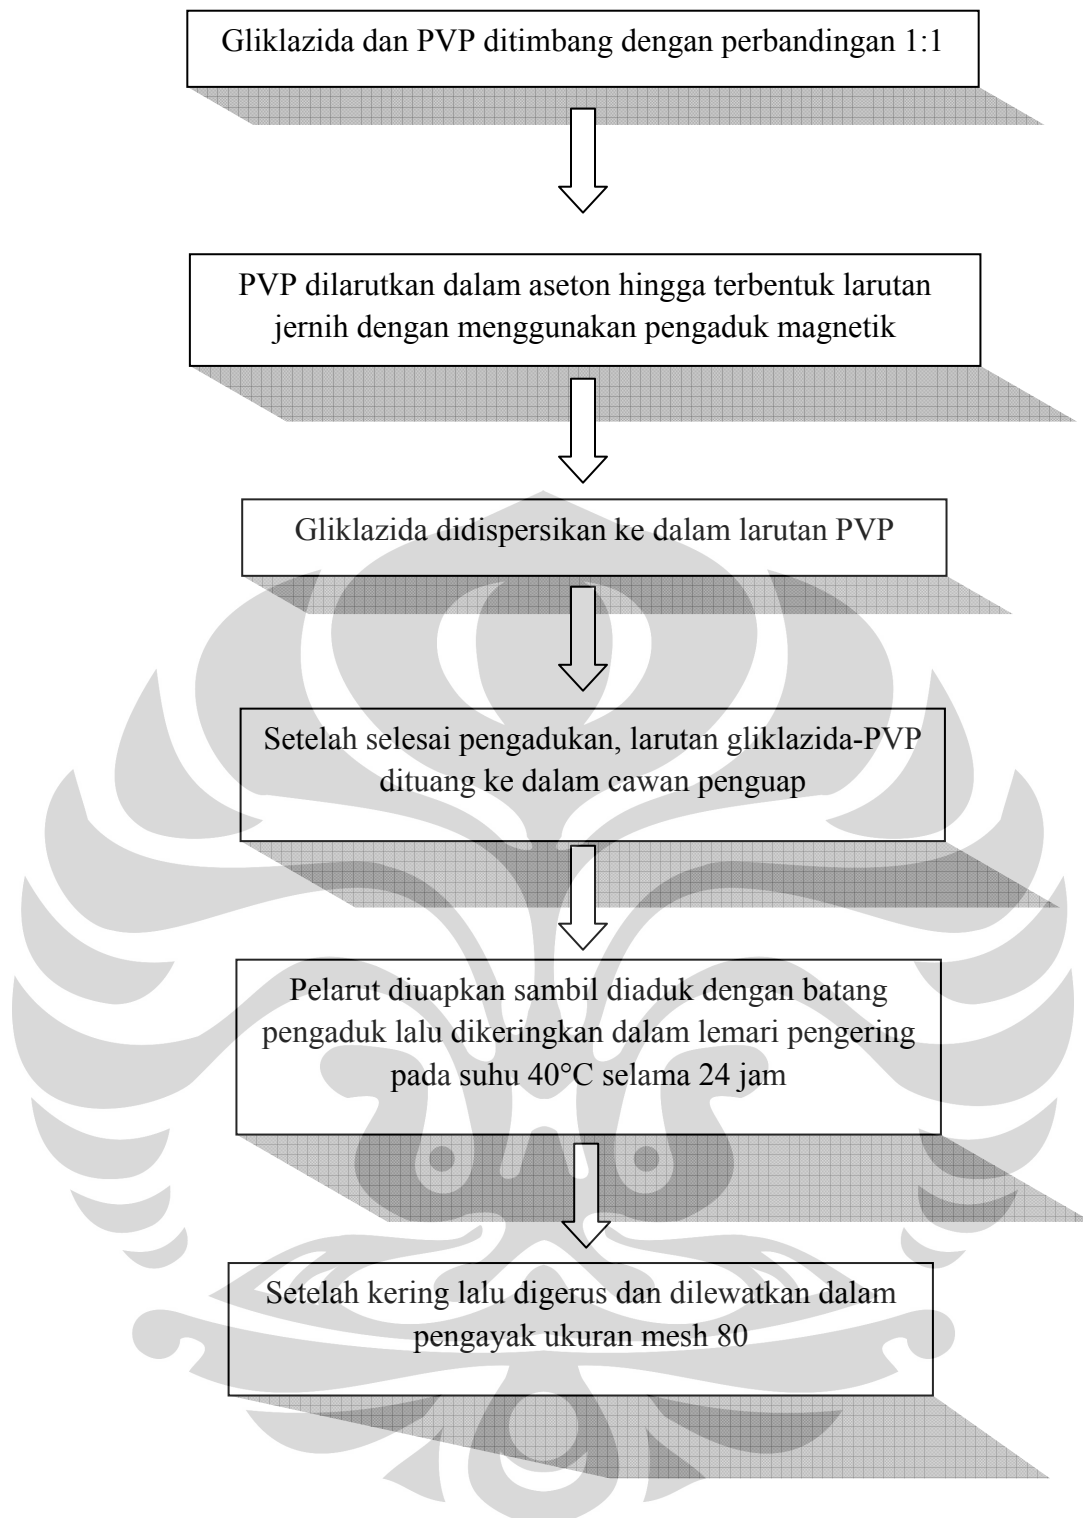 Gliklazida dan PVP ditimbang dengan perbandingan 1:1
PVP dilarutkan dalam aseton hingga terbentuk larutan
jernih dengan menggunakan pengaduk magnetik
Gliklazida didispersikan ke dalam larutan PVP
Setelah selesai pengadukan, larutan gliklazida-PVP
dituang ke dalam cawan penguap
Pelarut diuapkan sambil diaduk dengan batang
pengaduk lalu dikeringkan dalam lemari pengering
pada suhu 40°C selama 24 jam
Setelah kering lalu digerus dan dilewatkan dalam
pengayak ukuran mesh 80